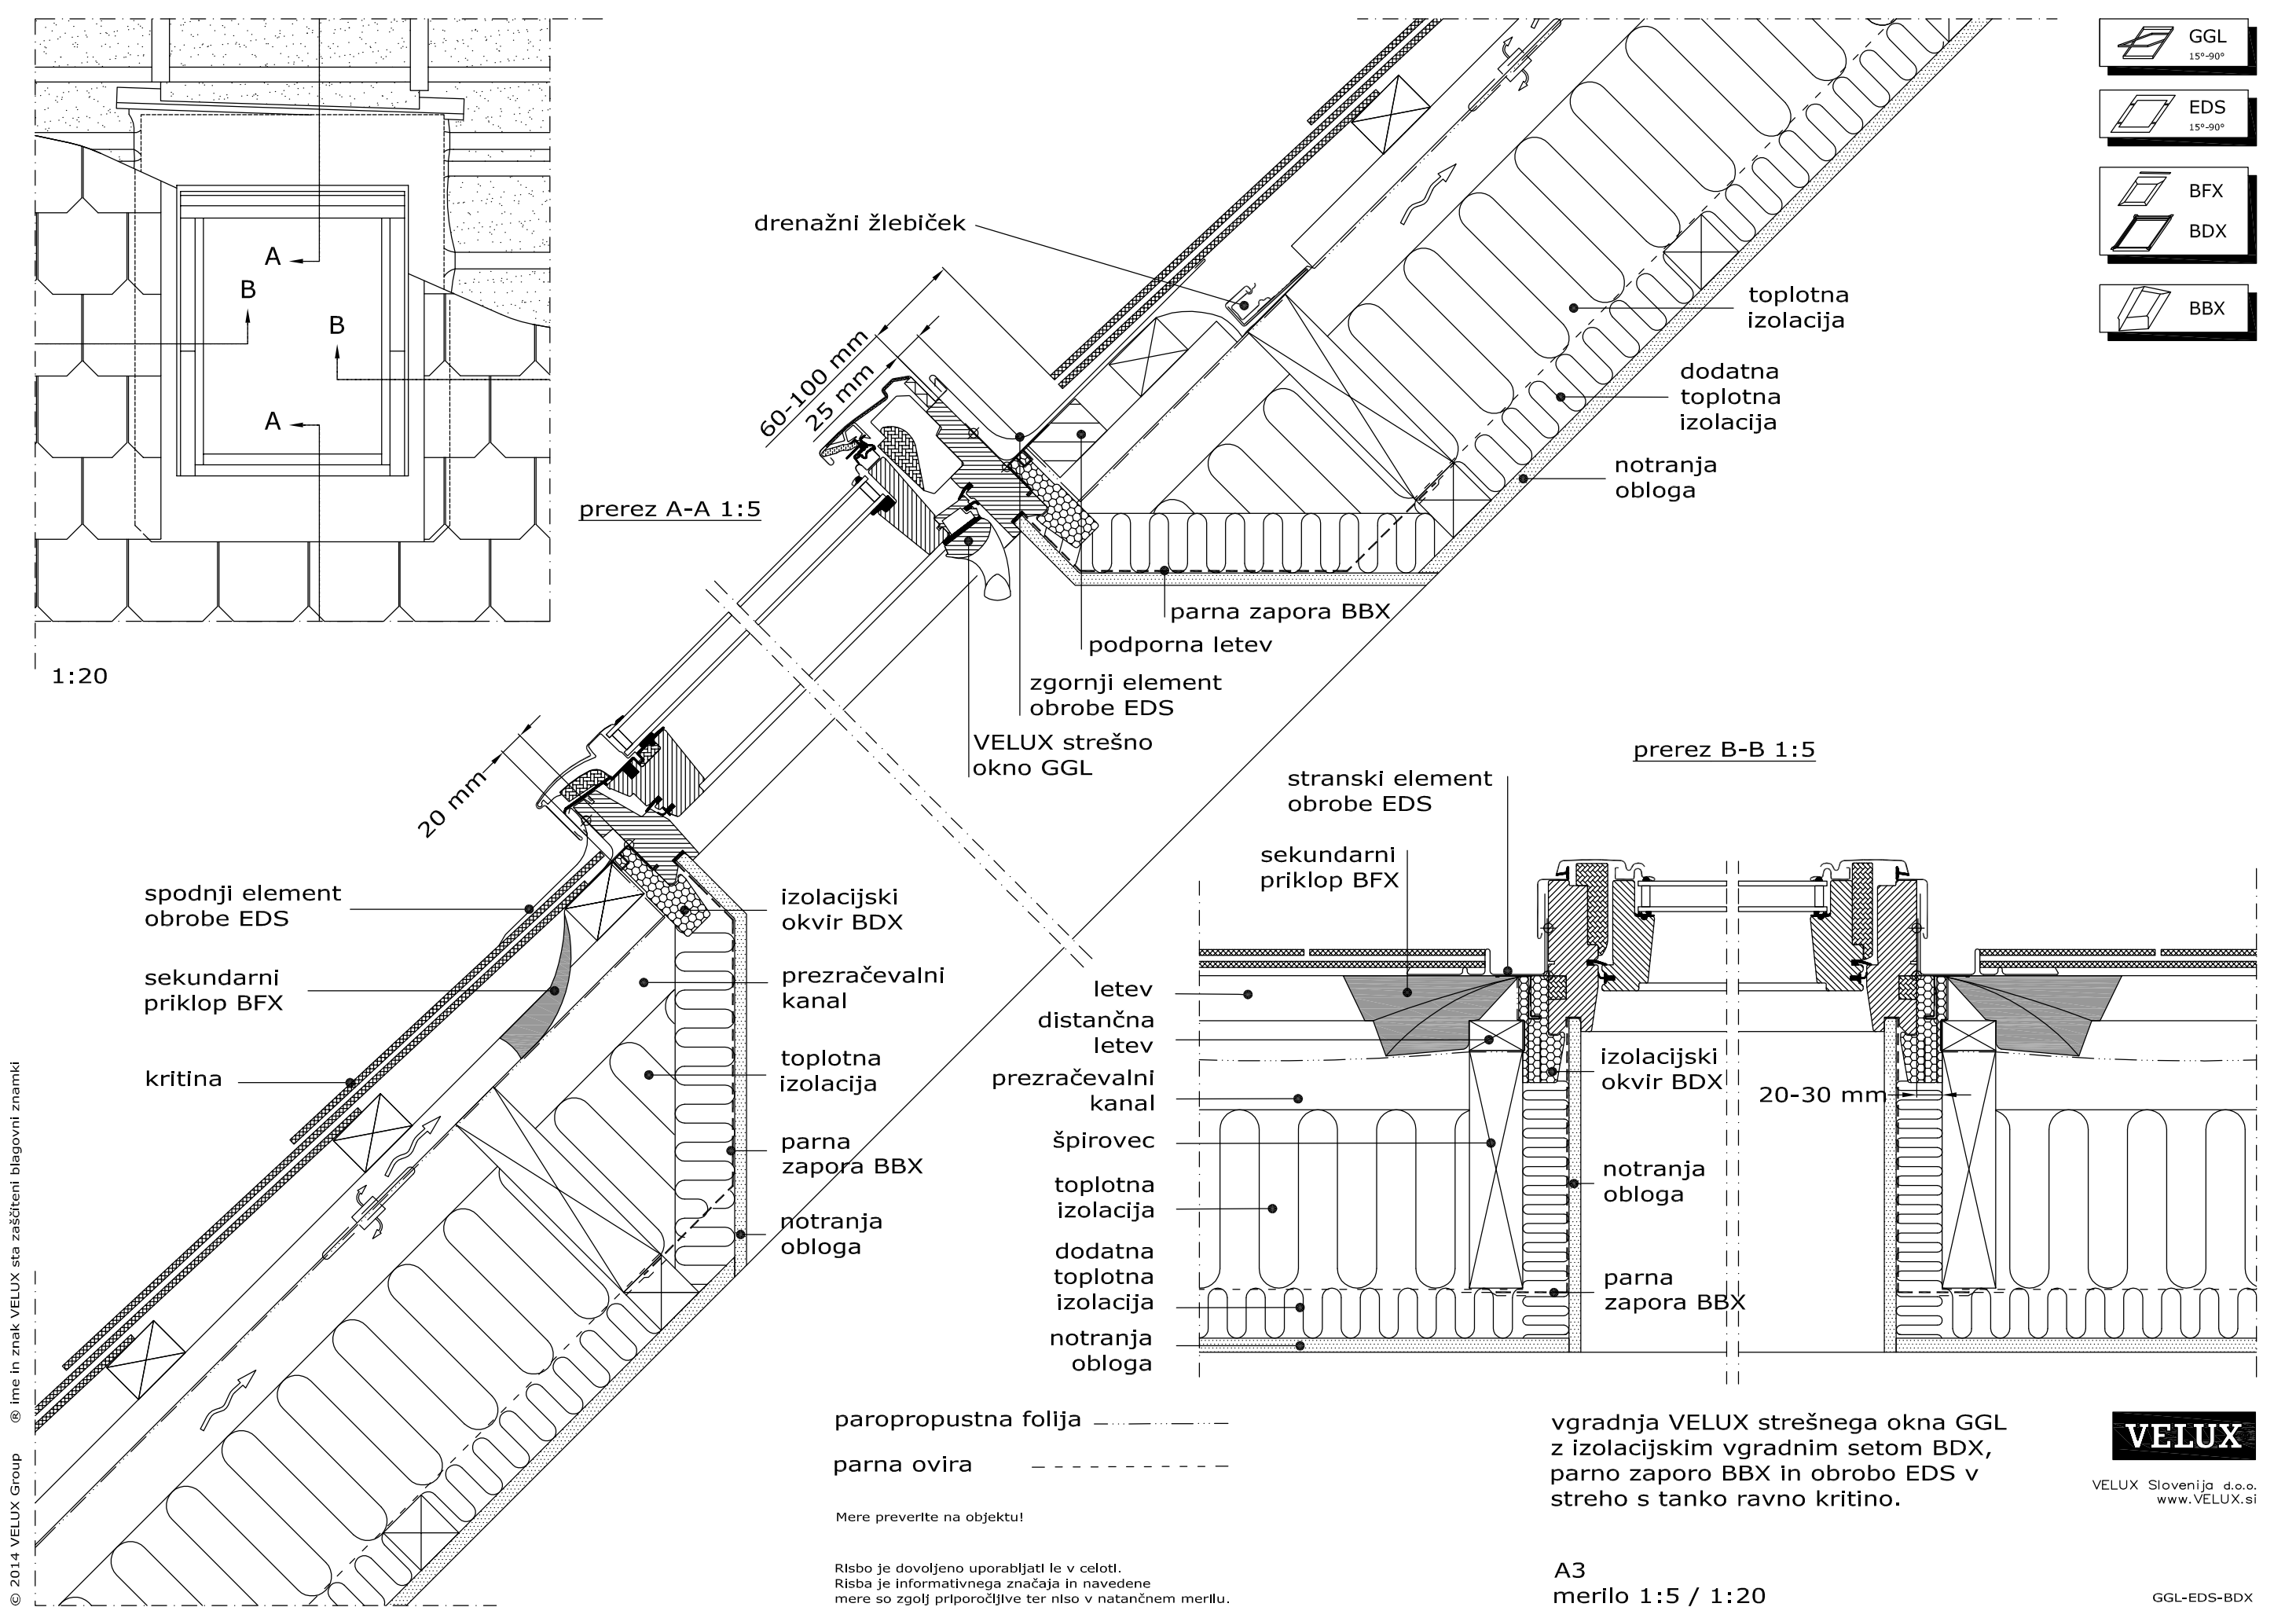 GGL
15°-90°
EDS
15°-90°
BFX
BDX
BBX
A
B
B
A
1:20
drenažni žlebiček
60-100 mm
25 mm
prerez A-A 1:5
toplotna
izolacija
dodatna
toplotna
izolacija
notranja
obloga
parna zapora BBX
podporna letev
zgornji element
obrobe EDS
VELUX strešno
okno GGL
20 mm
spodnji element
obrobe EDS
sekundarni
priklop BFX
kritina
izolacijski
okvir BDX
prezračevalni
kanal
toplotna
izolacija
parna
zapora BBX
notranja
obloga
prerez B-B 1:5
stranski element
obrobe EDS
sekundarni
priklop BFX
letev
distančna
letev
prezračevalni
kanal
špirovec
toplotna
izolacija
dodatna
toplotna
izolacija
notranja
obloga
izolacijski
okvir BDX
20-30 mm
notranja
obloga
parna
zapora BBX
paropropustna folija
parna ovira
Mere preverite na objektu!
Risbo je dovoljeno uporabljati le v celoti.
Risba je informativnega značaja in navedene
mere so zgolj priporočljive ter niso v natančnem merilu.
vgradnja VELUX strešnega okna GGL
z izolacijskim vgradnim setom BDX,
parno zaporo BBX in obrobo EDS v
streho s tanko ravno kritino.
A3
merilo 1:5 / 1:20
VELUX
VELUX Slovenija d.o.o.
www.VELUX.si
GGL-EDS-BDX
© 2014 VELUX Group ® ime in znak VELUX sta zaščiteni blagovni znamki